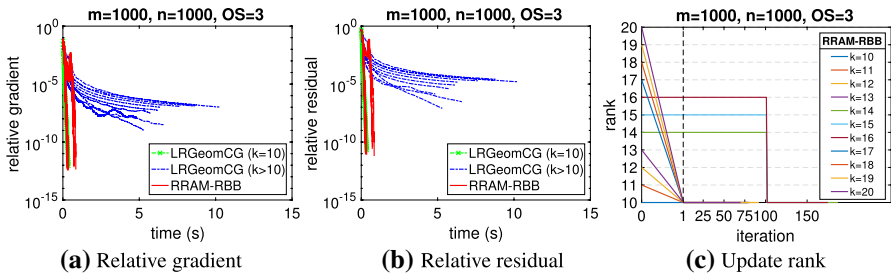 m=1000, n=1000, OS=3
relative gradient
10^0
10^-5
10^-10
10^-15
LRGeomCG (k=10)
LRGeomCG (k>10)
RRAM-RBB
0 5 10 15
time (s)
(a) Relative gradient
m=1000, n=1000, OS=3
relative residual
10^0
10^-5
10^-10
10^-15
LRGeomCG (k=10)
LRGeomCG (k>10)
RRAM-RBB
0 5 10 15
time (s)
(b) Relative residual
m=1000, n=1000, OS=3
rank
20
19
18
17
16
15
14
13
12
11
10
RRAM-RBB
k=10
k=11
k=12
k=13
k=14
k=15
k=16
k=17
k=18
k=19
k=20
0 1 25 50 75 100 150
iteration
(c) Update rank